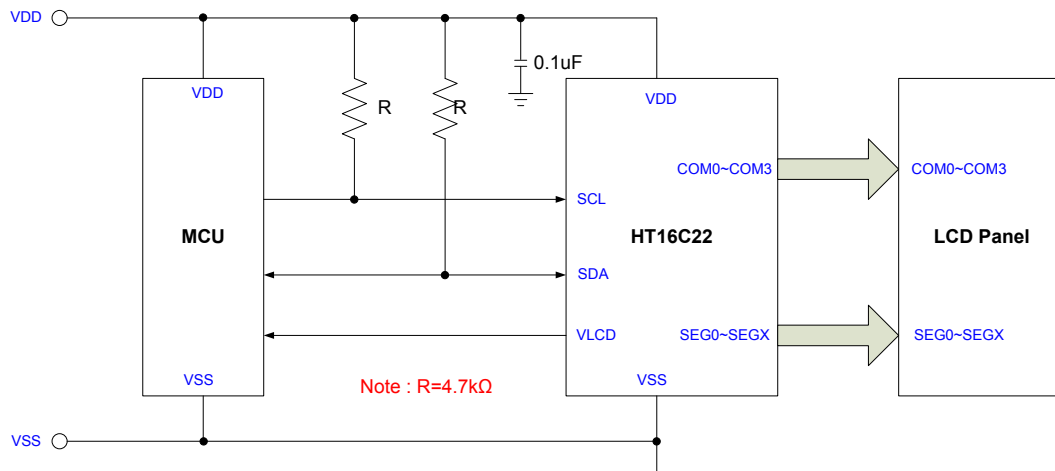 VDD
0.1uF
VDD
R
R
VDD
COM0~COM3
COM0~COM3
SCL
MCU
HT16C22
LCD Panel
SDA
VLCD
SEG0~SEGX
SEG0~SEGX
VSS
Note : R=4.7kΩ
VSS
VSS